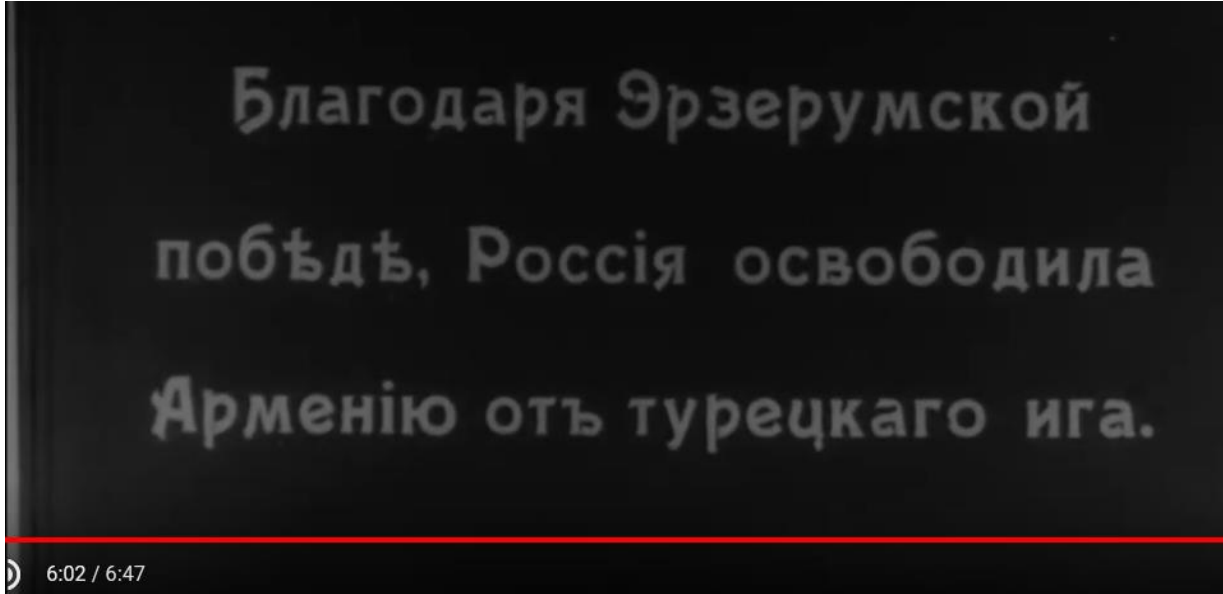 Благодаря Эрзерумской
побѣдѣ, Россія освободила
Арменію отъ турецкаго ига.
6:02 / 6:47